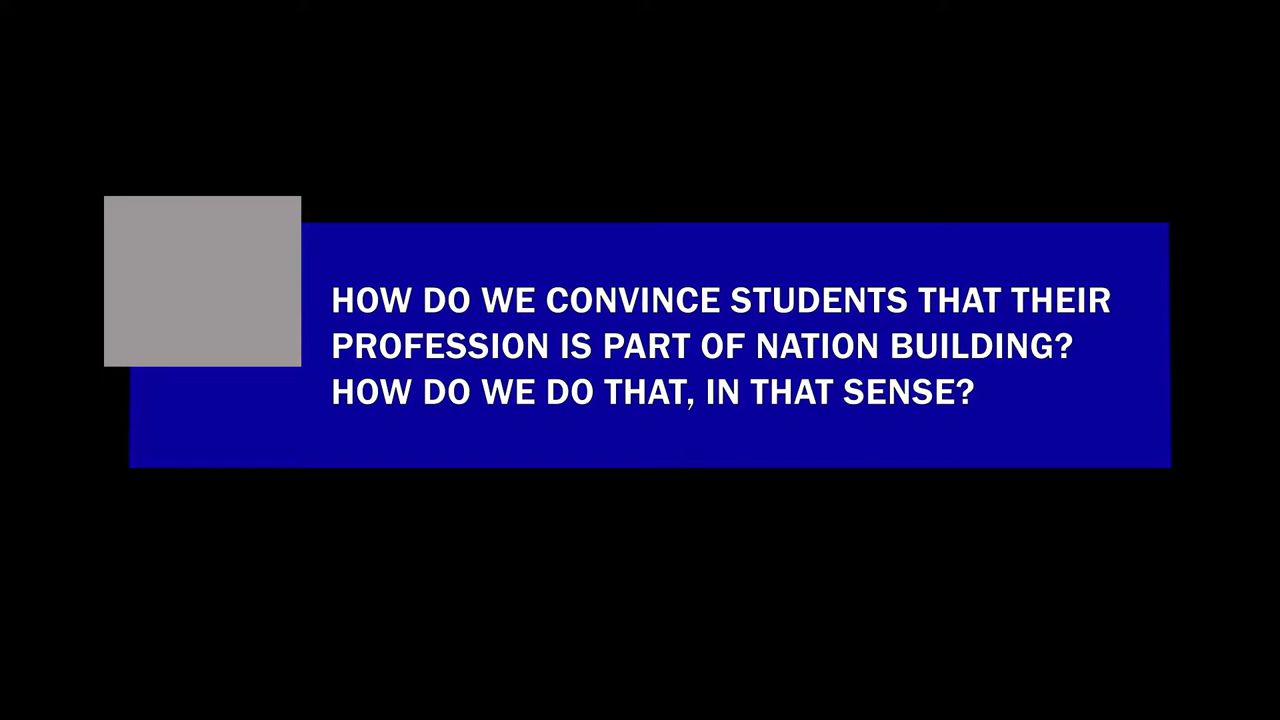 HOW DO WE CONVINCE STUDENTS THAT THEIR
PROFESSION IS PART OF NATION BUILDING?
HOW DO WE DO THAT, IN THAT SENSE?